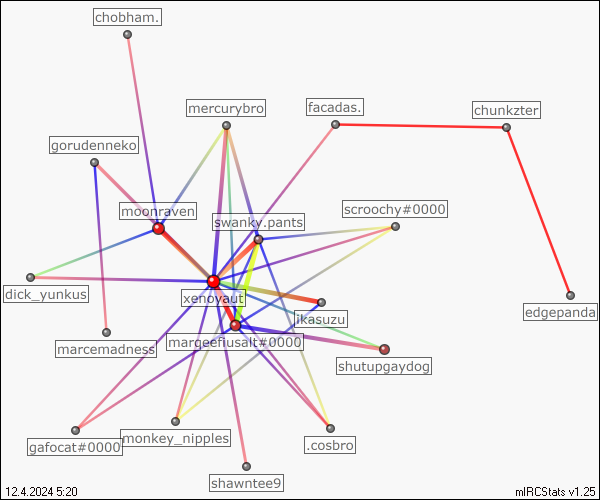 chobham.
mercurybro
facadas.
chunkzter
gorudenneko
moonraven
swanky.pants
scroochy#0000
dick_yunkus
xenoyaut
ikasuzu
edgepanda
marcemadness
margeefiusalt#0000
shutupgaydog
gafocat#0000
monkey_nipples
.cosbro
shawntee9
12.4.2024 5:20
mIRCStats v1.25